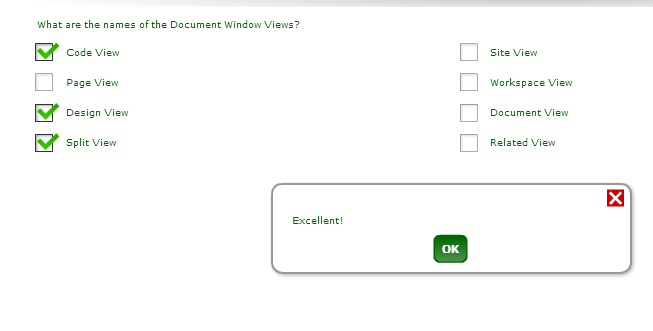 What are the names of the Document Window Views?
Code View
Site View
Page View
Workspace View
Design View
Document View
Split View
Related View
Excellent!
OK